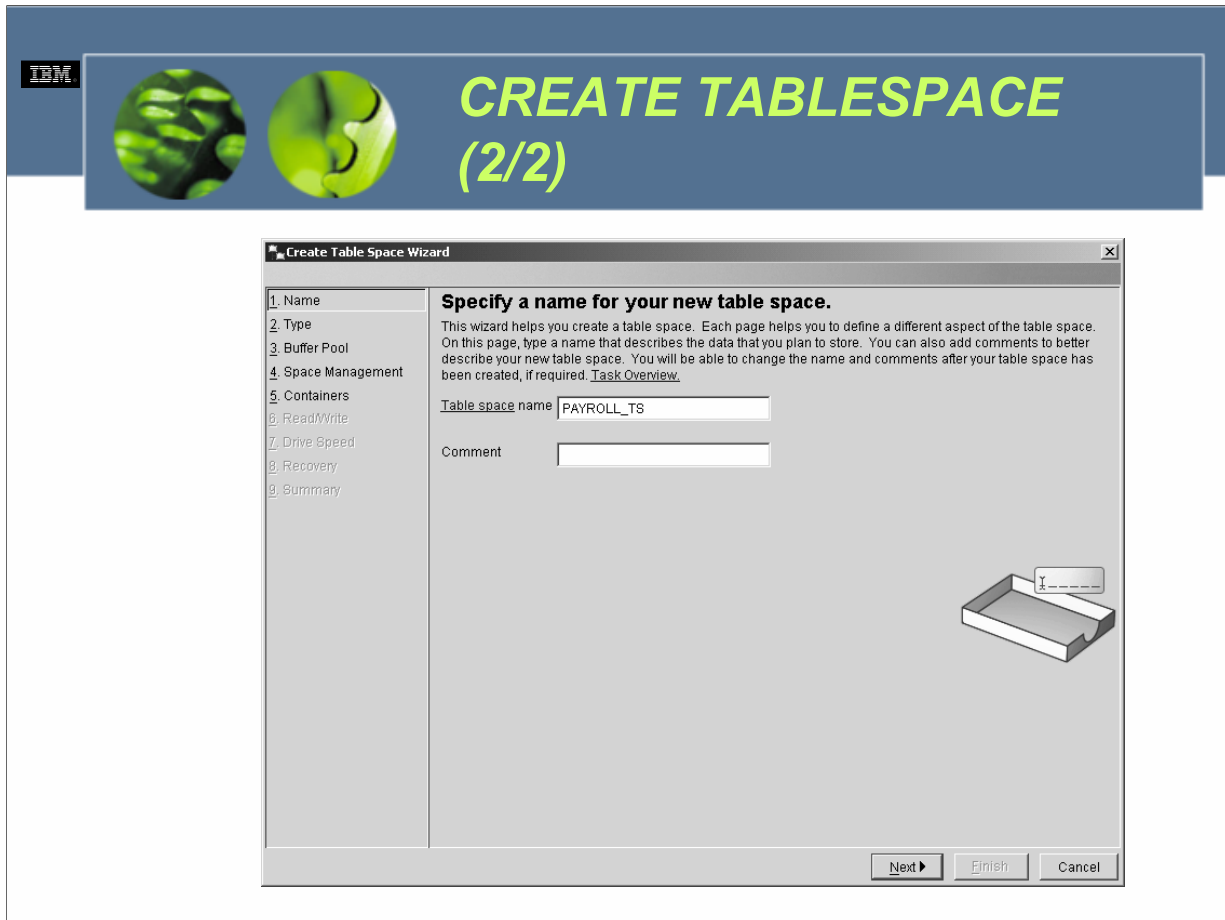 IBM.
CREATE TABLESPACE
(2/2)
Create Table Space Wizard
1. Name
2. Type
3. Buffer Pool
4. Space Management
5. Containers
6. Read/Write
7. Drive Speed
8. Recovery
9. Summary
Specify a name for your new table space.
This wizard helps you create a table space. Each page helps you to define a different aspect of the table space.
On this page, type a name that describes the data that you plan to store. You can also add comments to better
describe your new table space. You will be able to change the name and comments after your table space has
been created, if required. Task Overview.
Table space name PAYROLL_TS
Comment
Next
Finish
Cancel